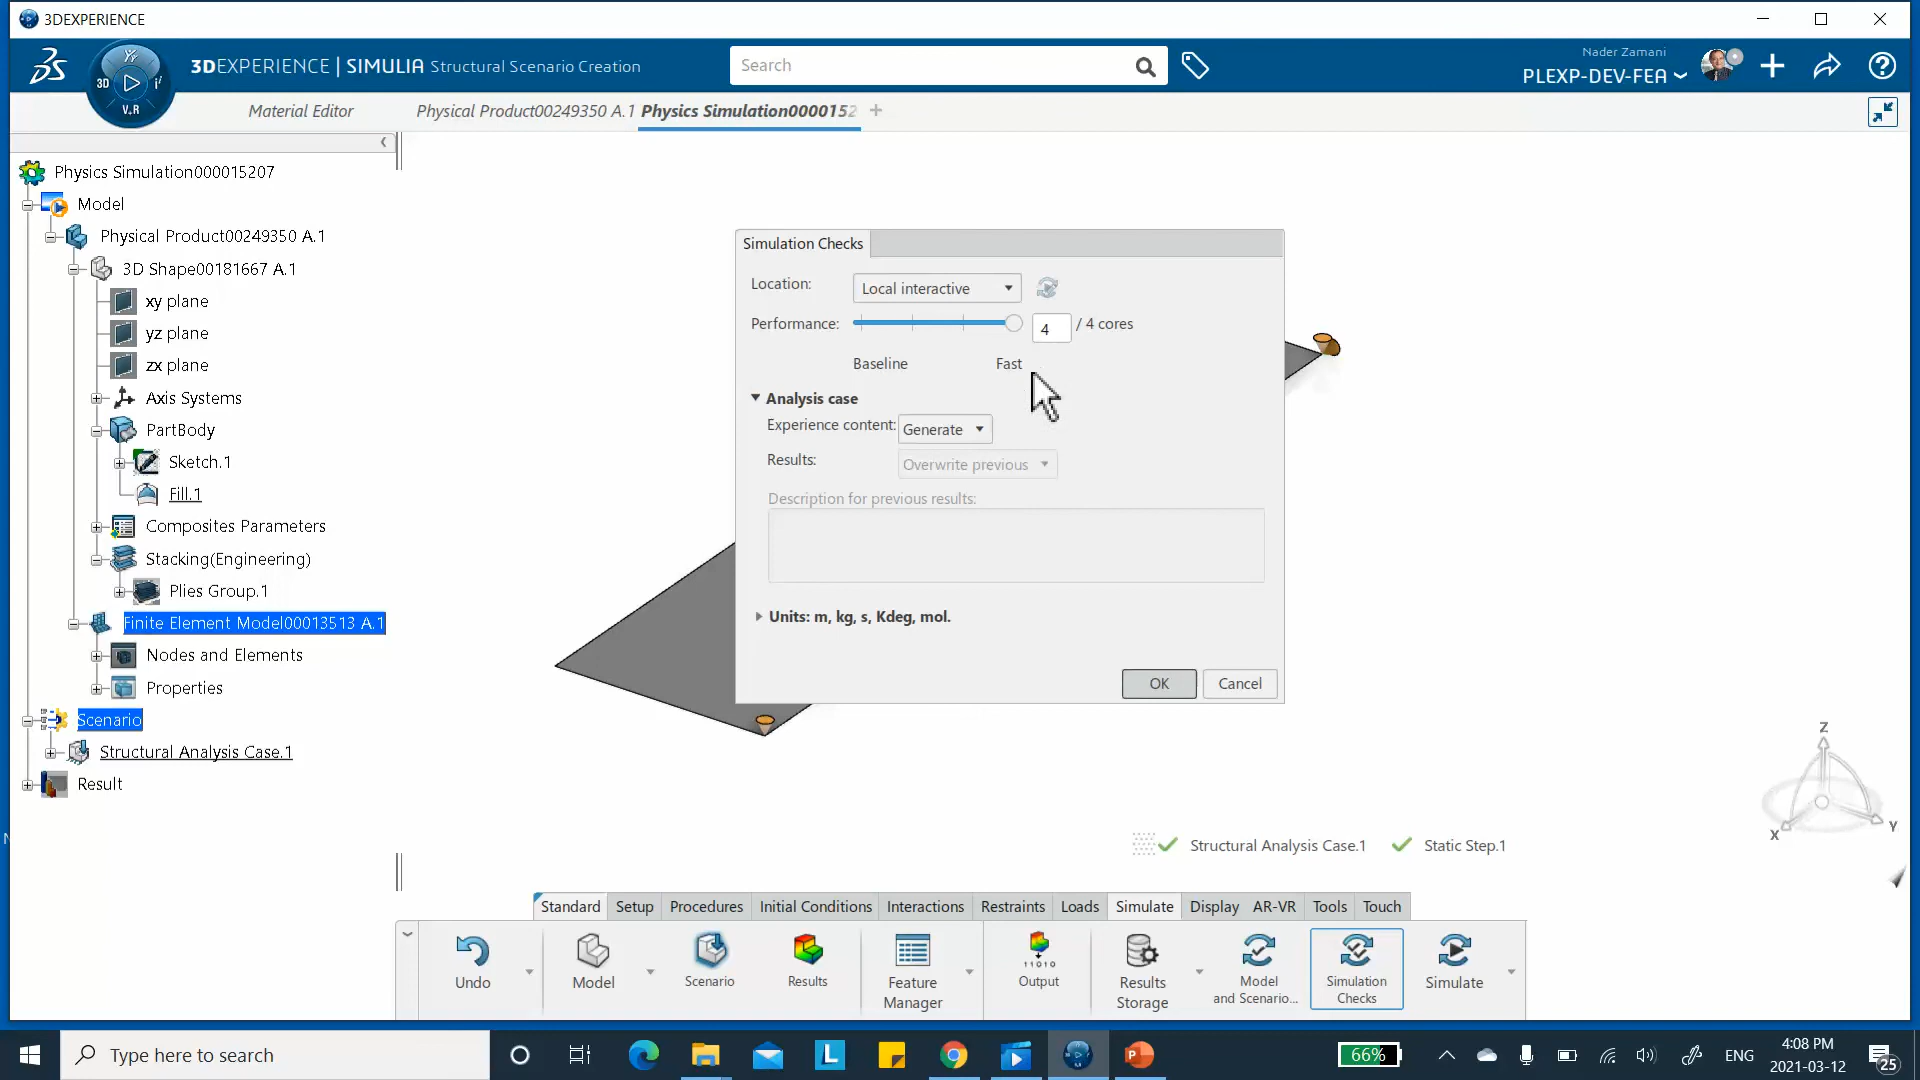 3DEXPERIENCE
3DEXPERIENCE | SIMULIA Structural Scenario Creation
3D
V.R
Search
Nader Zamani
PLEXP-DEV-FEA
Material Editor
Physical Product00249350 A.1
Physics Simulation0000152
Physics Simulation000015207
Model
Physical Product00249350 A.1
3D Shape00181667 A.1
xy plane
yz plane
zx plane
Axis Systems
PartBody
Sketch.1
Fill.1
Composites Parameters
Stacking(Engineering)
Plies Group.1
Finite Element Model00013513 A.1
Nodes and Elements
Properties
Scenario
Structural Analysis Case.1
Result
Simulation Checks
Location:
Local interactive
Performance:
4
/ 4 cores
Baseline
Fast
Analysis case
Experience content:
Generate
Results:
Overwrite previous
Description for previous results:
Units: m, kg, s, Kdeg, mol.
OK
Cancel
Z
X
Y
Structural Analysis Case.1
Static Step.1
Standard
Setup
Procedures
Initial Conditions
Interactions
Restraints
Loads
Simulate
Display
AR-VR
Tools
Touch
Undo
Model
Scenario
Results
Feature
Manager
11010
Output
Results
Storage
Model
and Scenario...
Simulation
Checks
Simulate
Type here to search
L
P
66%
ENG
4:08 PM
2021-03-12
25